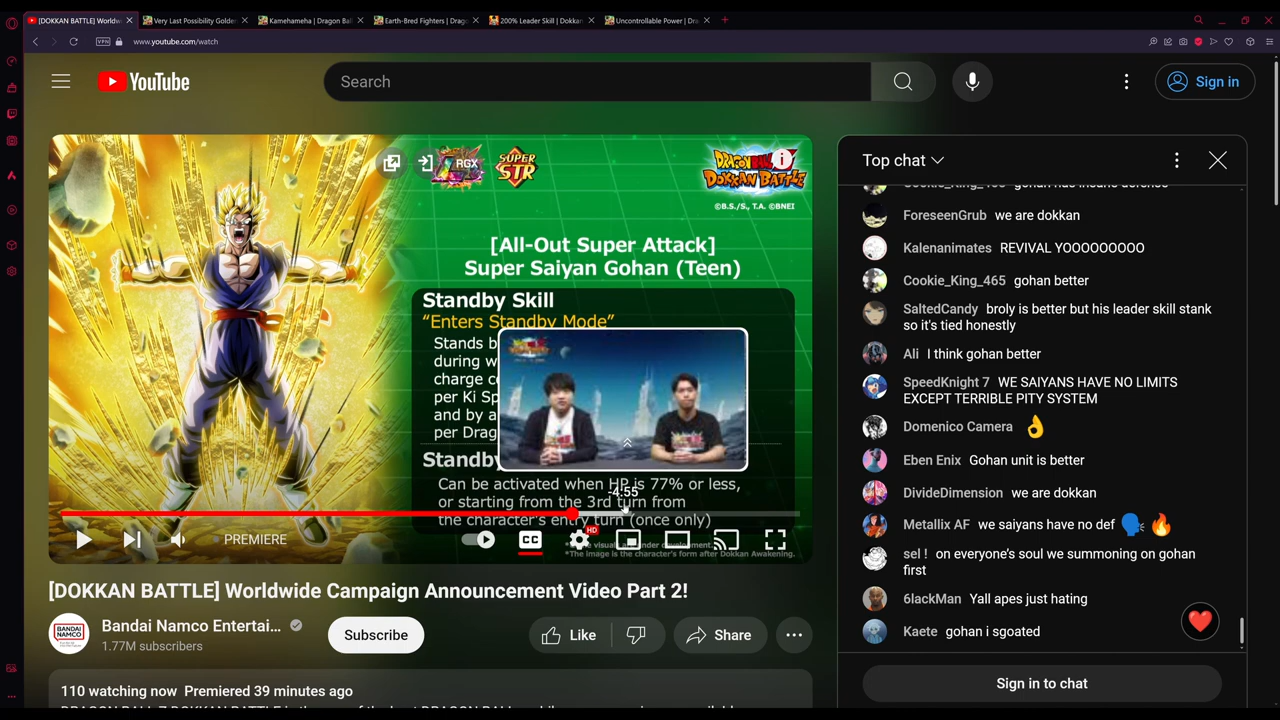 [DOKKAN BATTLE] Worldw
Very Last Possibility Golden
Kamehameha | Dragon Ball
Earth-Bred Fighters | Drago
200% Leader Skill | Dokkan
Uncontrollable Power | Dra
VPN
www.youtube.com/watch
YouTube
Search
Sign in
RGX
SUPER
STR
DRAGONBALL Z
DOKKAN BATTLE
©B.S./S., T.A. ©BNEI
[All-Out Super Attack]
Super Saiyan Gohan (Teen)
Standby Skill
"Enters Standby Mode"
Stands b
during w
charge c
per Ki Sp
and by a
per Drag
Standby
Can be activated when HP is 77% or less,
-4:55
or starting from the 3rd turn from
the character's entry turn (once only)
*The image is the character's form after Dokkan Awakening.
PREMIERE
CC
HD
[DOKKAN BATTLE] Worldwide Campaign Announcement Video Part 2!
BANDAI
NAMCO
Bandai Namco Entertai...
1.77M subscribers
Subscribe
Like
Share
110 watching now Premiered 39 minutes ago
Top chat
Cookie_King_465 gohan has insane defense
ForeseenGrub we are dokkan
Kalenanimates REVIVAL YOOOOOOOOO
Cookie_King_465 gohan better
SaltedCandy broly is better but his leader skill stank
so it's tied honestly
Ali I think gohan better
SpeedKnight 7 WE SAIYANS HAVE NO LIMITS
EXCEPT TERRIBLE PITY SYSTEM
Domenico Camera 👌
Eben Enix Gohan unit is better
DivideDimension we are dokkan
Metallix AF we saiyans have no def 🗣️🔥
sel ! on everyone's soul we summoning on gohan
first
6lackMan Yall apes just hating
Kaete gohan i sgoated
Sign in to chat